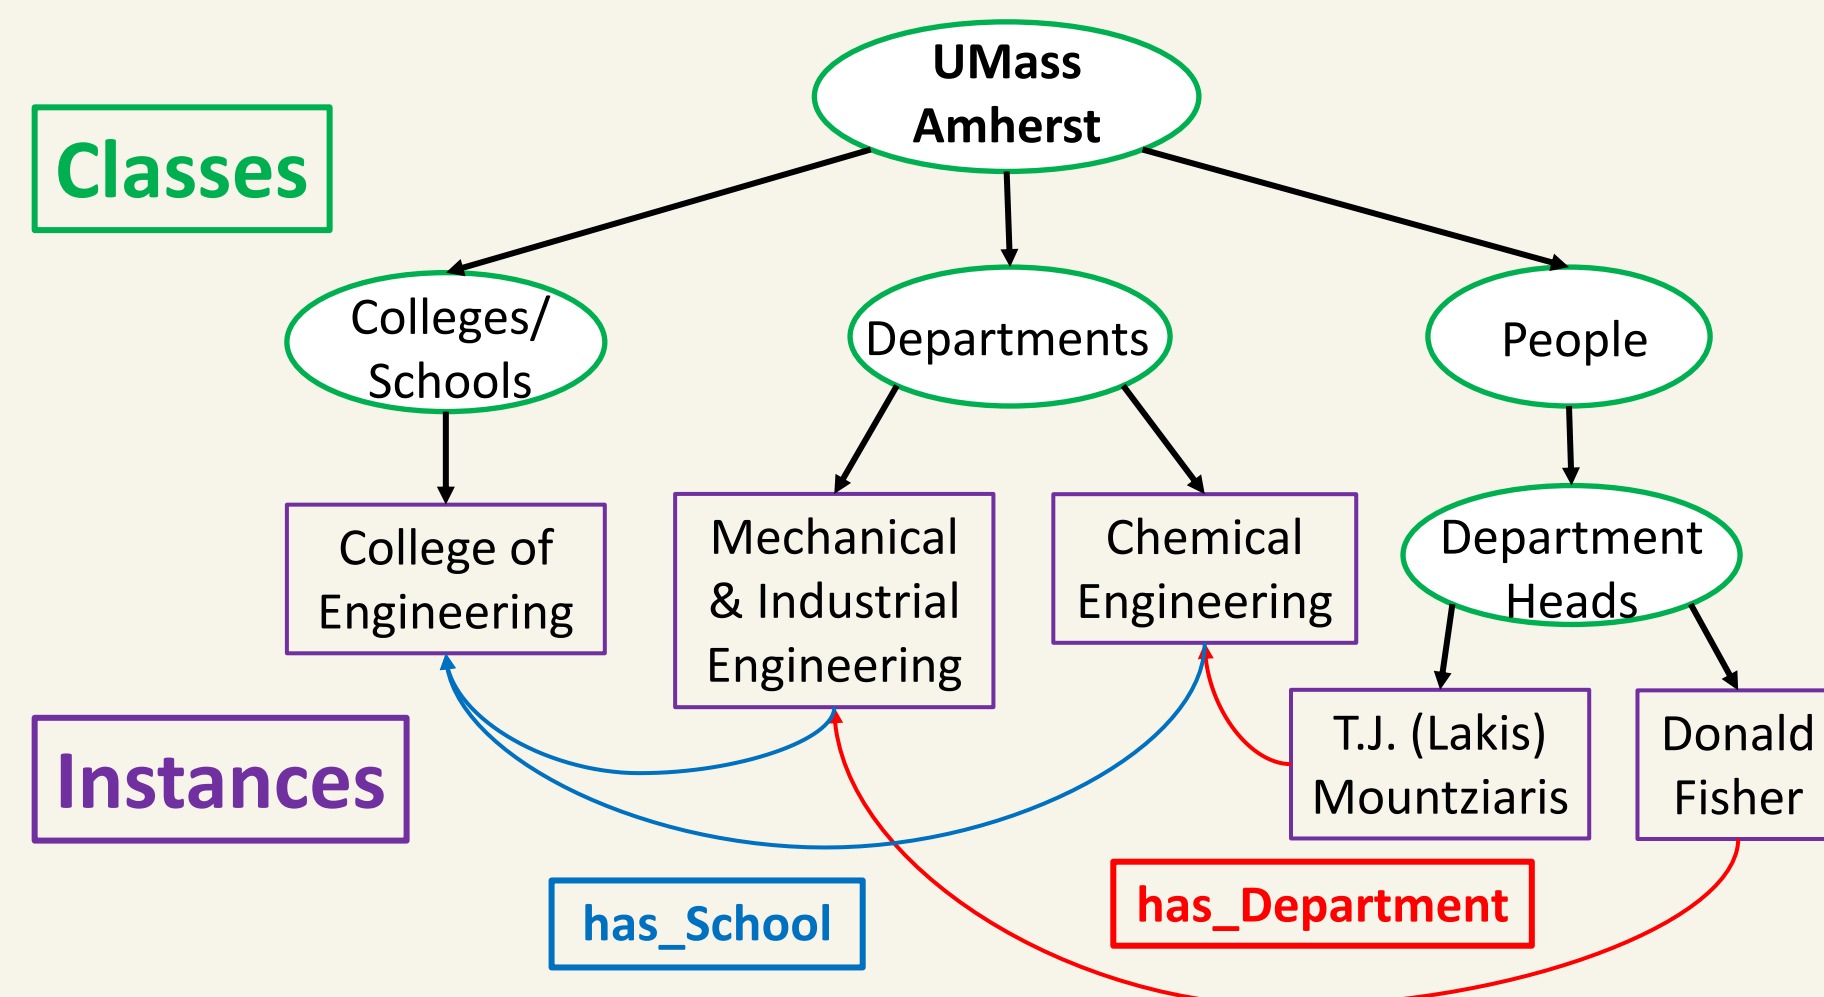 UMass
Amherst
Classes
Colleges/
Schools
Departments
People
College of
Engineering
Mechanical
& Industrial
Engineering
Chemical
Engineering
Department
Heads
Instances
T.J. (Lakis)
Mountziaris
Donald
Fisher
has_School
has_Department